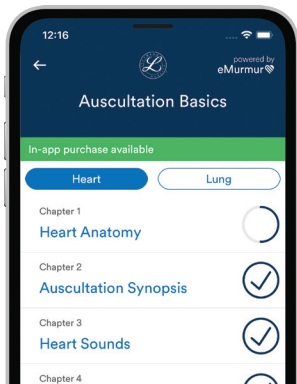 12:16
powered by
eMurmur
Auscultation Basics
In-app purchase available
Heart
Lung
Chapter 1
Heart Anatomy
Chapter 2
Auscultation Synopsis
Chapter 3
Heart Sounds
Chapter 4